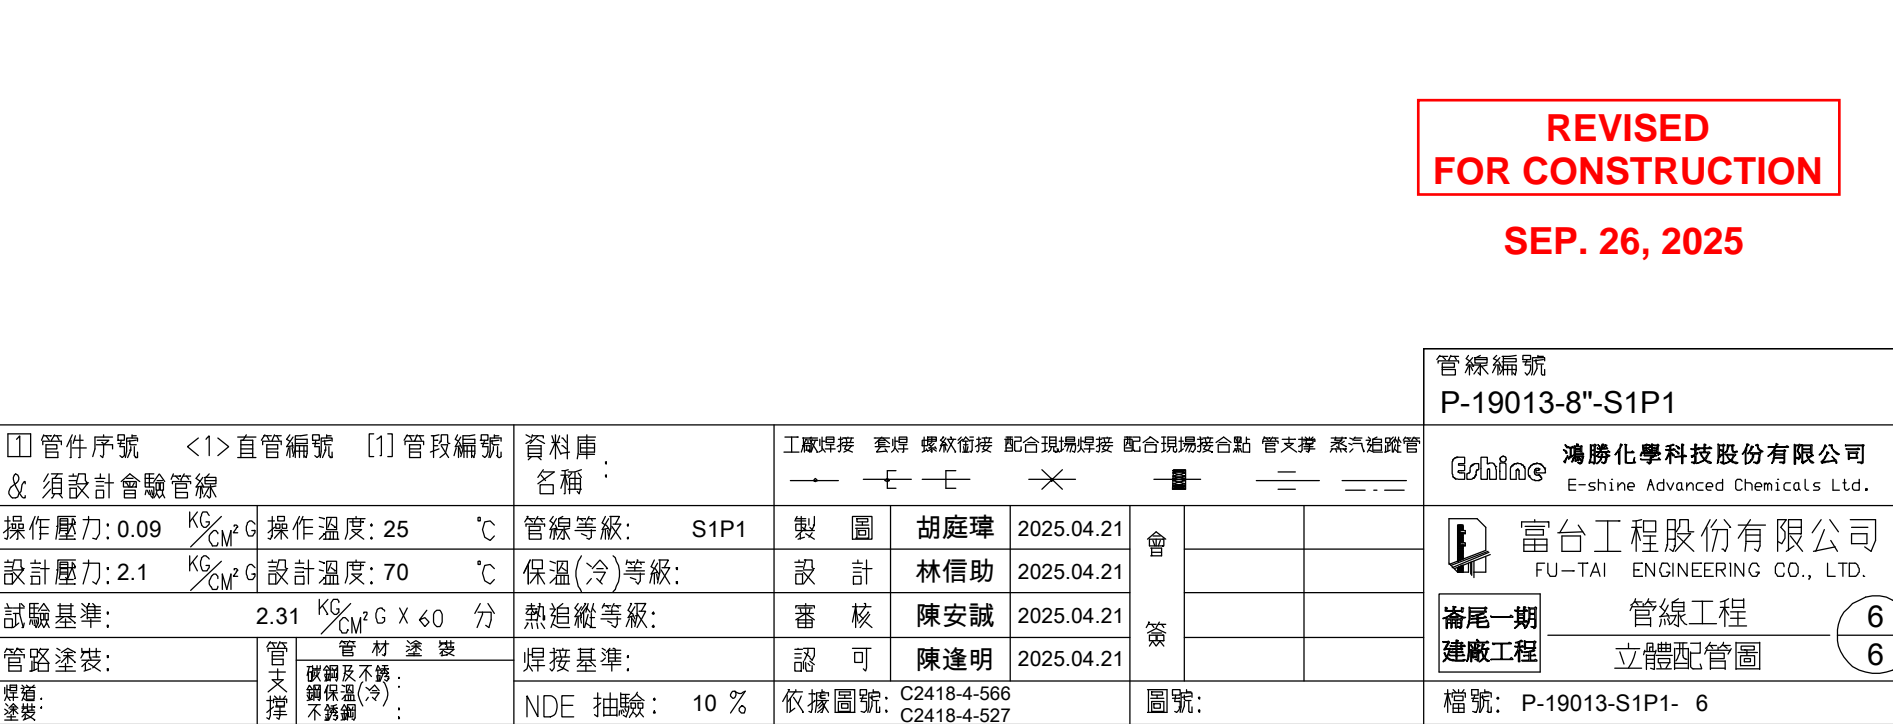 REVISED
FOR CONSTRUCTION
SEP. 26, 2025
管線編號
P-19013-8"-S1P1
1 管件序號 <1>直管編號 [1]管段編號
& 須設計會驗管線
資料庫
名稱 :
工廠焊接 套焊 螺紋銜接 配合現場焊接 配合現場接合點 管支撐 蒸汽追蹤管
Eshine 鴻勝化學科技股份有限公司
E-shine Advanced Chemicals Ltd.
操作壓力: 0.09 KG/CM² G 操作溫度: 25 °C 管線等級: S1P1 製圖 胡庭瑋 2025.04.21
設計壓力: 2.1 KG/CM² G 設計溫度: 70 °C 保溫(冷)等級: 設計 林信助 2025.04.21
試驗基準: 2.31 KG/CM² G X 60 分 熱追縱等級: 審核 陳安誠 2025.04.21
管路塗裝: 管支撐 管材塗裝 焊接基準: 認可 陳逢明 2025.04.21
會簽
富台工程股份有限公司
FU-TAI ENGINEERING CO., LTD.
崙尾一期
建廠工程
管線工程
立體配管圖
6
6
焊道:
塗裝:
碳鋼及不銹
鋼保溫(冷) :
不銹鋼 :
NDE 抽驗: 10 %
依據圖號: C2418-4-566
C2418-4-527
圖號:
檔號: P-19013-S1P1- 6